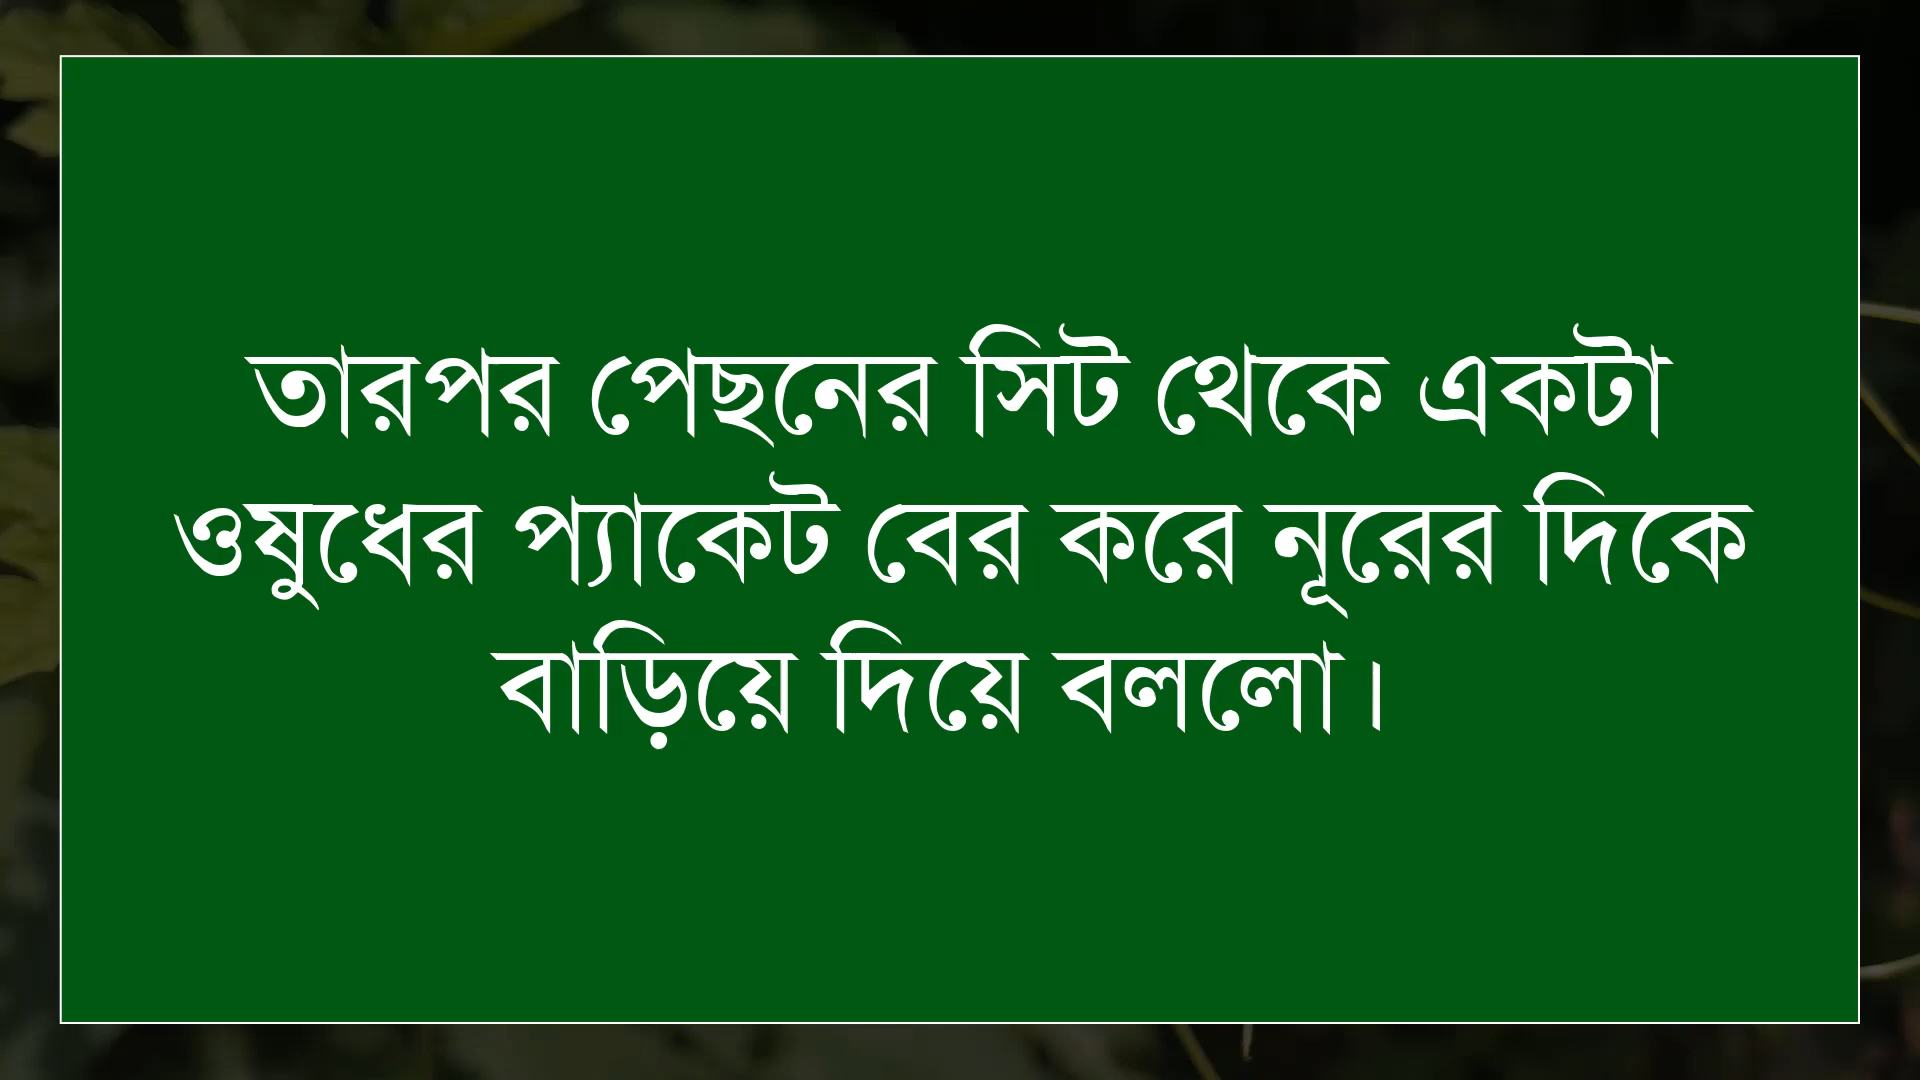 তারপর পেছনের সিট থেকে একটা
ওষুধের প্যাকেট বের করে নূরের দিকে
বাড়িয়ে দিয়ে বললো।